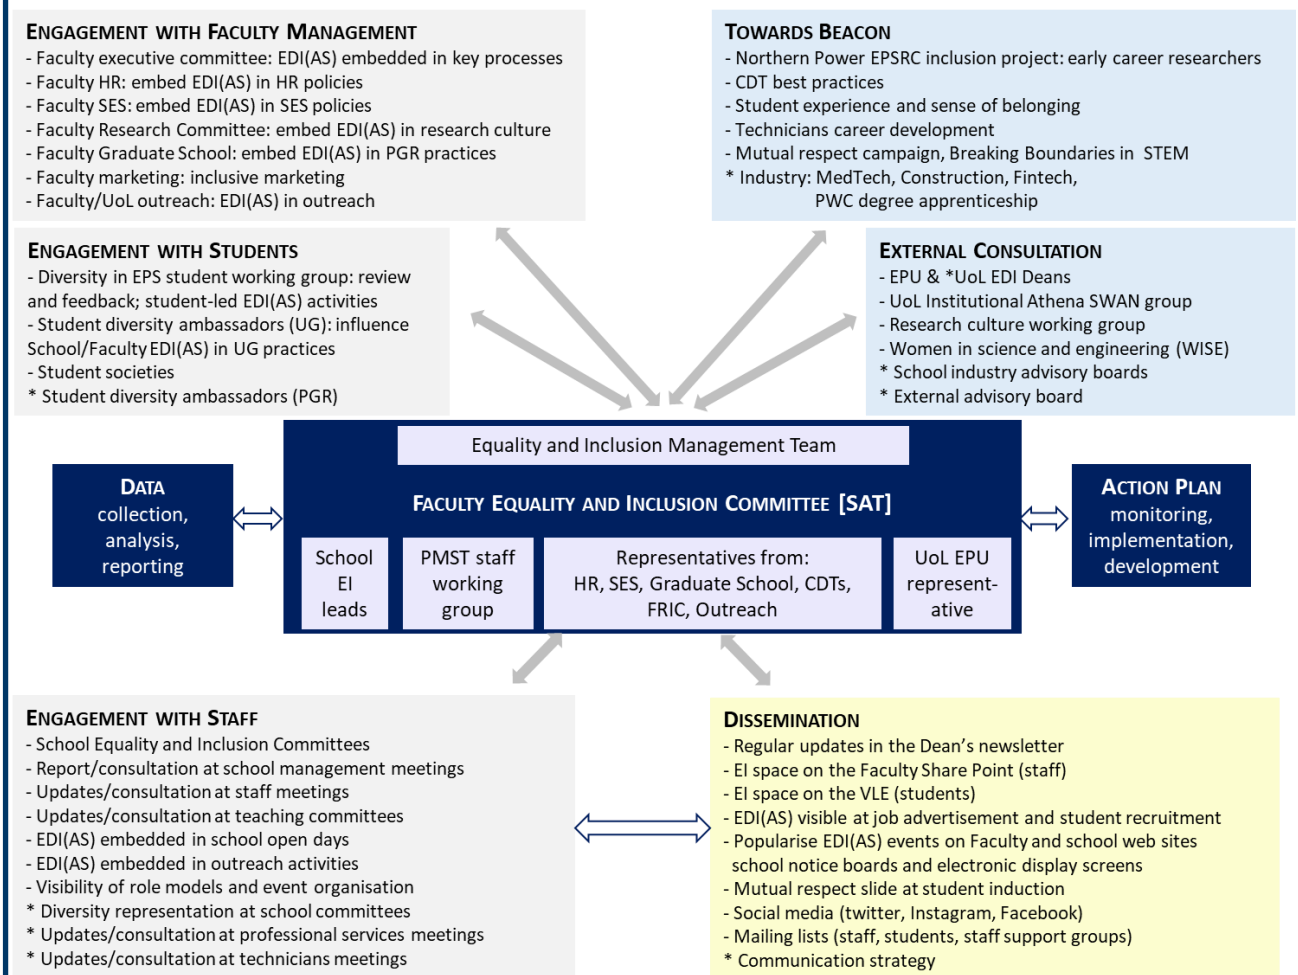 ENGAGEMENT WITH FACULTY MANAGEMENT
- Faculty executive committee: EDI(AS) embedded in key processes
- Faculty HR: embed EDI(AS) in HR policies
- Faculty SES: embed EDI(AS) in SES policies
- Faculty Research Committee: embed EDI(AS) in research culture
- Faculty Graduate School: embed EDI(AS) in PGR practices
- Faculty marketing: inclusive marketing
- Faculty/UoL outreach: EDI(AS) in outreach
TOWARDS BEACON
- Northern Power EPSRC inclusion project: early career researchers
- CDT best practices
- Student experience and sense of belonging
- Technicians career development
- Mutual respect campaign, Breaking Boundaries in STEM
* Industry: MedTech, Construction, Fintech,
PWC degree apprenticeship
ENGAGEMENT WITH STUDENTS
- Diversity in EPS student working group: review
and feedback; student-led EDI(AS) activities
- Student diversity ambassadors (UG): influence
School/Faculty EDI(AS) in UG practices
- Student societies
* Student diversity ambassadors (PGR)
EXTERNAL CONSULTATION
- EPU & *UoL EDI Deans
- UoL Institutional Athena SWAN group
- Research culture working group
- Women in science and engineering (WISE)
* School industry advisory boards
* External advisory board
Equality and Inclusion Management Team
FACULTY EQUALITY AND INCLUSION COMMITTEE [SAT]
DATA
collection,
analysis,
reporting
School
EI
leads
PMST staff
working
group
Representatives from:
HR, SES, Graduate School, CDTs,
FRIC, Outreach
UoL EPU
represent-
ative
ACTION PLAN
monitoring,
implementation,
development
ENGAGEMENT WITH STAFF
- School Equality and Inclusion Committees
- Report/consultation at school management meetings
- Updates/consultation at staff meetings
- Updates/consultation at teaching committees
- EDI(AS) embedded in school open days
- EDI(AS) embedded in outreach activities
- Visibility of role models and event organisation
* Diversity representation at school committees
* Updates/consultation at professional services meetings
* Updates/consultation at technicians meetings
DISSEMINATION
- Regular updates in the Dean's newsletter
- EI space on the Faculty Share Point (staff)
- EI space on the VLE (students)
- EDI(AS) visible at job advertisement and student recruitment
- Popularise EDI(AS) events on Faculty and school web sites
school notice boards and electronic display screens
- Mutual respect slide at student induction
- Social media (twitter, Instagram, Facebook)
- Mailing lists (staff, students, staff support groups)
* Communication strategy